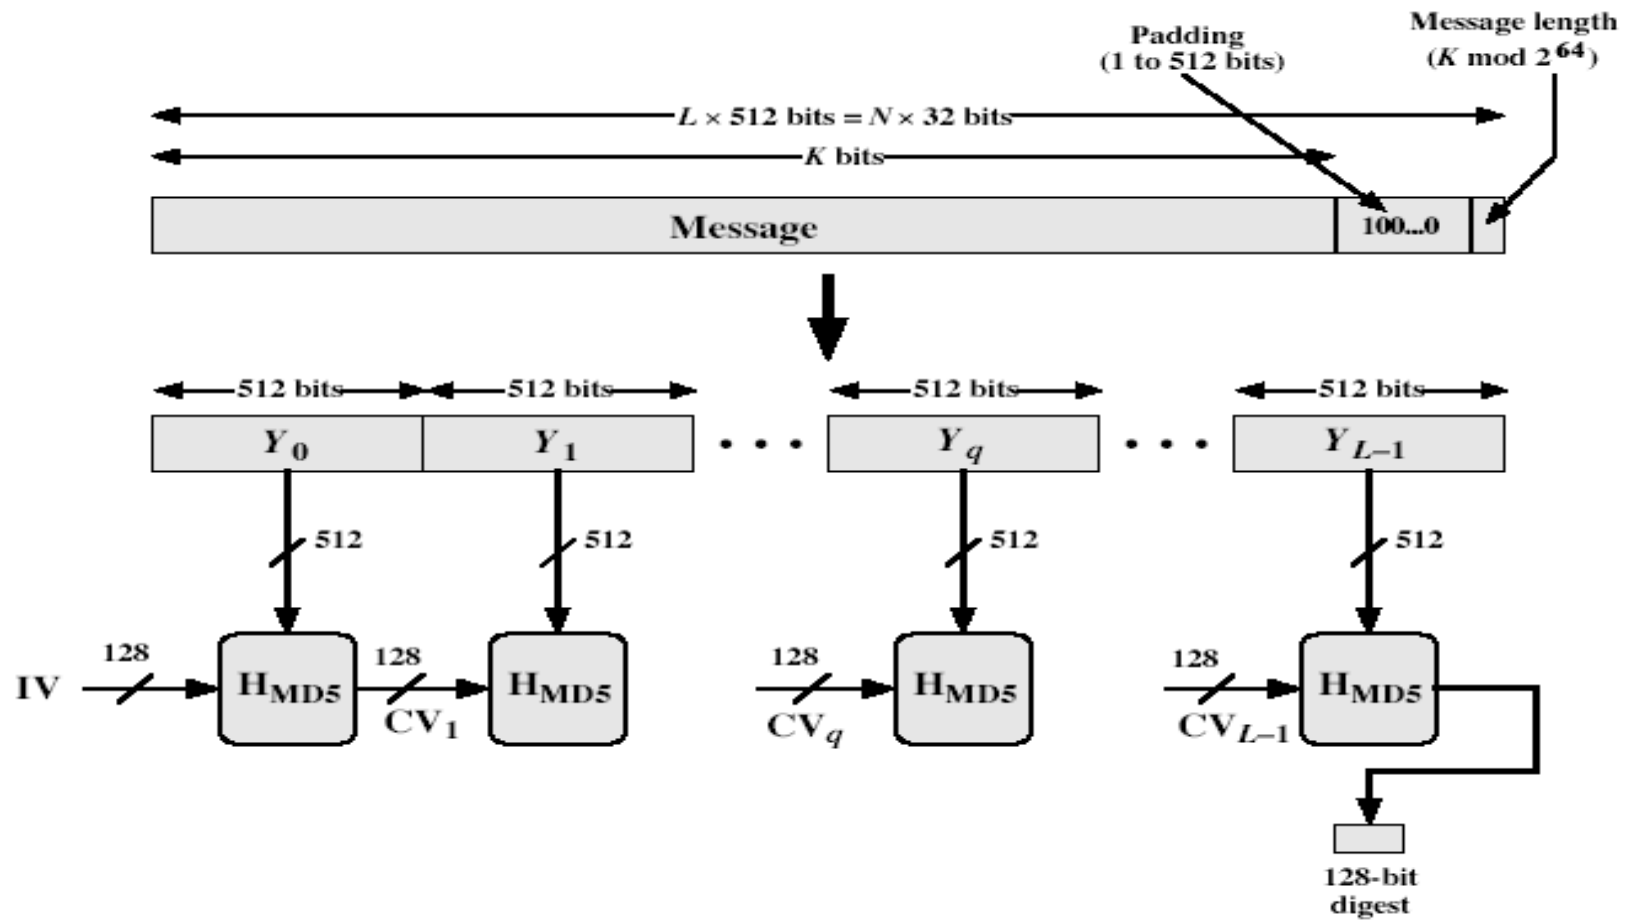 Padding
(1 to 512 bits)
Message length
(K mod 2^64)
L × 512 bits = N × 32 bits
K bits
Message
100...0
512 bits
512 bits
512 bits
512 bits
Y0
Y1
• • •
Yq
• • •
YL–1
512
512
512
512
IV
128
HMD5
128
CV1
HMD5
128
CVq
HMD5
128
CVL–1
HMD5
128-bit
digest